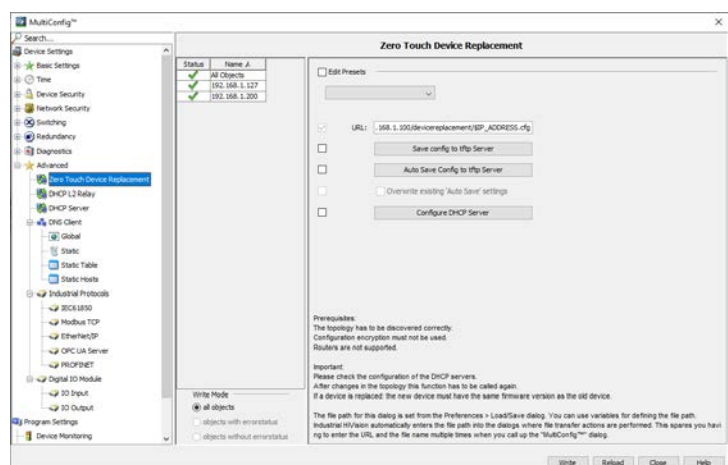 MultiConfig™
Search...
Device Settings
Basic Settings
Time
Device Security
Network Security
Switching
Redundancy
Diagnostics
Advanced
Zero Touch Device Replacement
DHCP L2 Relay
DHCP Server
DNS Client
Global
Static
Static Table
Static Hosts
Industrial Protocols
IEC61850
Modbus TCP
EtherNet/IP
OPC UA Server
PROFINET
Digital IO Module
IO Input
IO Output
Program Settings
Device Monitoring
Status Name
All Objects
192.168.1.127
192.168.1.200
Write Mode
all objects
objects with errorstatus
objects without errorstatus
Zero Touch Device Replacement
Edit Presets
URL: .168.1.100/devicereplacement/$IP_ADDRESS.cfg
Save config to tftp Server
Auto Save Config to tftp Server
Overwrite existing 'Auto Save' settings
Configure DHCP Server
Prerequisites:
The topology has to be discovered correctly.
Configuration encryption must not be used.
Routers are not supported.
Important:
Please check the configuration of the DHCP servers.
After changes in the topology this function has to be called again.
If a device is replaced: the new device must have the same firmware version as the old device.
The file path for this dialog is set from the Preferences > Load/Save dialog. You can use variables for defining the file path.
Industrial HiVision automatically enters the file path into the dialogs where file transfer actions are performed. This spares you havi
ng to enter the URL and the file name multiple times when you call up the "MultiConfig™" dialog.
Write Reload Close Help